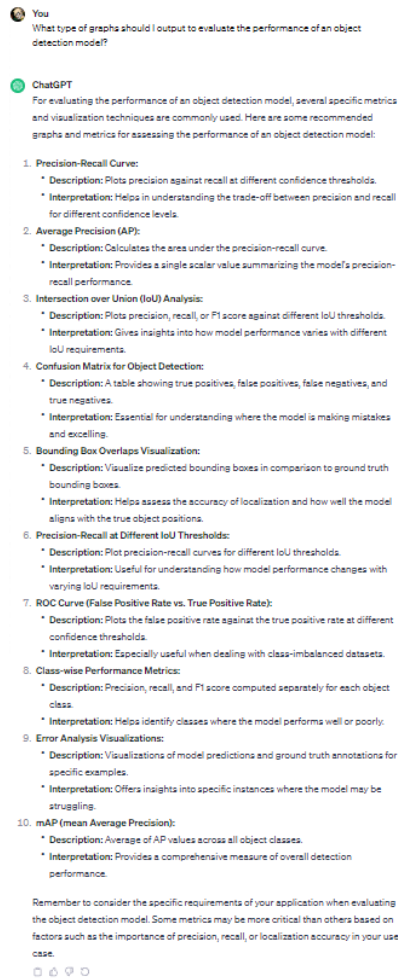 You
What type of graphs should I output to evaluate the performance of an object
detection model?
ChatGPT
For evaluating the performance of an object detection model, several specific metrics
and visualization techniques are commonly used. Here are some recommended
graphs and metrics for assessing the performance of an object detection model:
1. Precision-Recall Curve:
• Description: Plots precision against recall at different confidence thresholds.
• Interpretation: Helps in understanding the trade-off between precision and recall
for different confidence levels.
2. Average Precision (AP):
• Description: Calculates the area under the precision-recall curve.
• Interpretation: Provides a single scalar value summarizing the model's precision-
recall performance.
3. Intersection over Union (IoU) Analysis:
• Description: Plots precision, recall, or F1 score against different IoU thresholds.
• Interpretation: Gives insights into how model performance varies with different
IoU requirements.
4. Confusion Matrix for Object Detection:
• Description: A table showing true positives, false positives, false negatives, and
true negatives.
• Interpretation: Essential for understanding where the model is making mistakes
and excelling.
5. Bounding Box Overlaps Visualization:
• Description: Visualize predicted bounding boxes in comparison to ground truth
bounding boxes.
• Interpretation: Helps assess the accuracy of localization and how well the model
aligns with the true object positions.
6. Precision-Recall at Different IoU Thresholds:
• Description: Plot precision-recall curves for different IoU thresholds.
• Interpretation: Useful for understanding how model performance changes with
varying IoU requirements.
7. ROC Curve (False Positive Rate vs. True Positive Rate):
• Description: Plots the false positive rate against the true positive rate at different
confidence thresholds.
• Interpretation: Especially useful when dealing with class-imbalanced datasets.
8. Class-wise Performance Metrics:
• Description: Precision, recall, and F1 score computed separately for each object
class.
• Interpretation: Helps identify classes where the model performs well or poorly.
9. Error Analysis Visualizations:
• Description: Visualizations of model predictions and ground truth annotations for
specific examples.
• Interpretation: Offers insights into specific instances where the model may be
struggling.
10. mAP (mean Average Precision):
• Description: Average of AP values across all object classes.
• Interpretation: Provides a comprehensive measure of overall detection
performance.
Remember to consider the specific requirements of your application when evaluating
the object detection model. Some metrics may be more critical than others based on
factors such as the importance of precision, recall, or localization accuracy in your use
case.